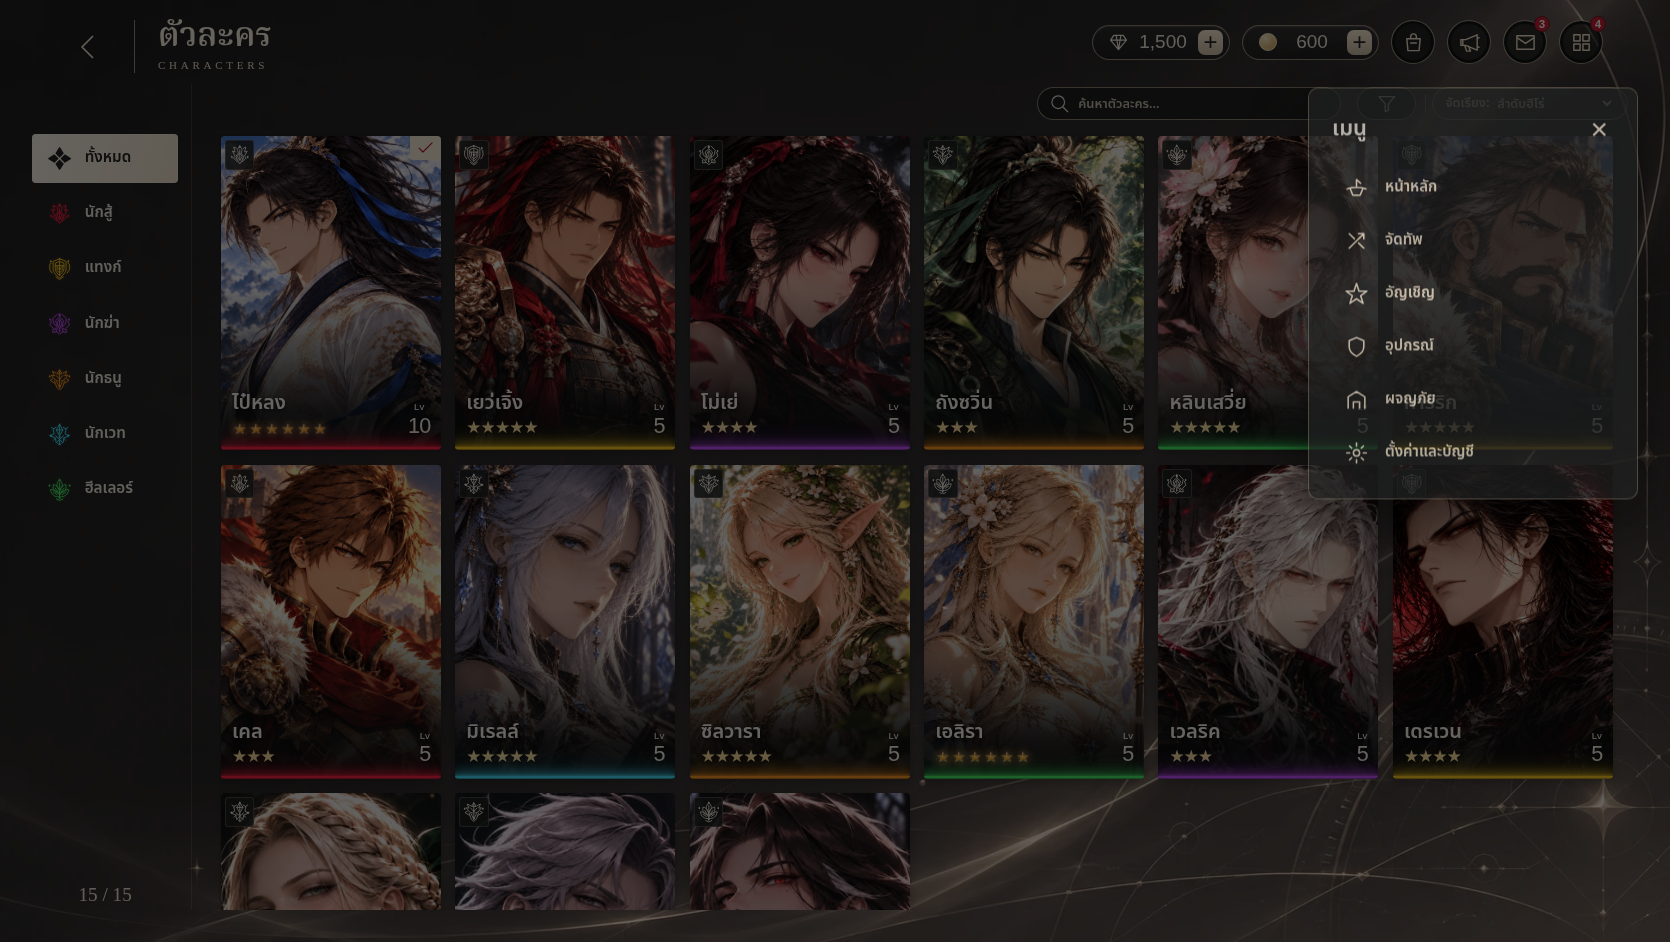 ตัวละคร
CHARACTERS
1,500
600
3
4
ค้นหาตัวละคร...
จัดเรียง: ลำดับฮีโร่
ทั้งหมด
นักสู้
แทงก์
นักฆ่า
นักธนู
นักเวท
ฮีลเลอร์
15 / 15
เมนู
หน้าหลัก
จัดทัพ
อัญเชิญ
อุปกรณ์
ผจญภัย
ตั้งค่าและบัญชี
ไป๋หลง
Lv
10
เยว่เจิ้ง
Lv
5
โม่เย่
Lv
5
ถังซวิ่น
Lv
5
หลินเสวี่ย
5
5
เคล
Lv
5
มิเรลล์
Lv
5
ซิลวารา
Lv
5
เอลิรา
Lv
5
เวลริค
Lv
5
เดรเวน
Lv
5